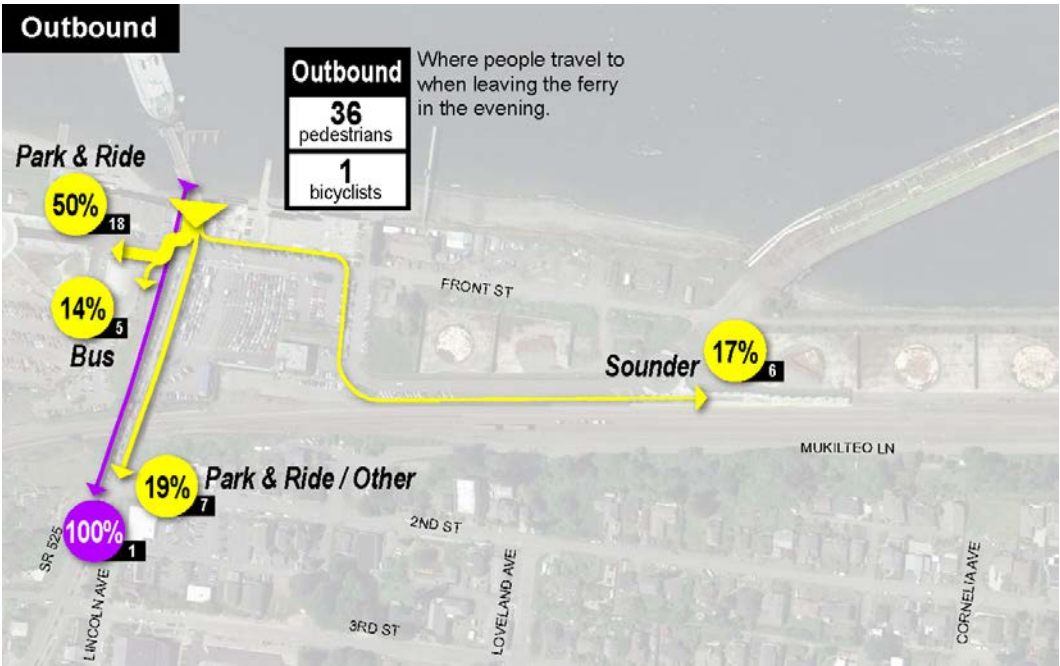 Outbound
Outbound
36
pedestrians
1
bicyclists
Where people travel to
when leaving the ferry
in the evening.
Park & Ride
50%
18
14%
5
Bus
FRONT ST
Sounder
17%
6
MUKILTEO LN
19%
7
Park & Ride / Other
100%
1
SR 525
LINCOLN AVE
2ND ST
3RD ST
LOVELAND AVE
CORNELIA AVE